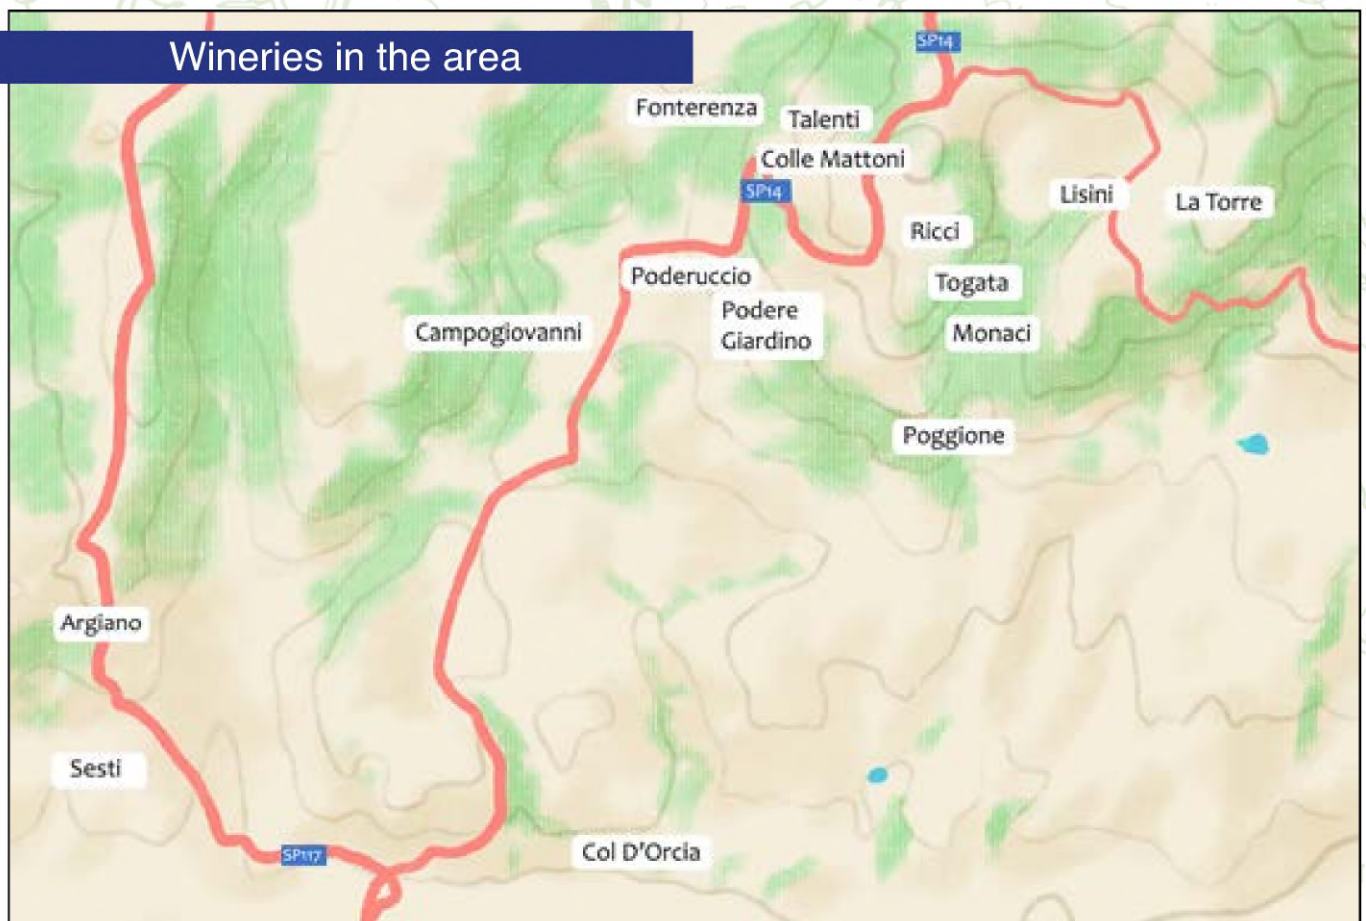 Wineries in the area
SP14
Fonterenza
Talenti
Colle Mattoni
SP14
Lisini
La Torre
Ricci
Poderuccio
Togata
Podere
Giardino
Campogiovanni
Monaci
Poggione
Argiano
Sesti
SP117
Col D'Orcia